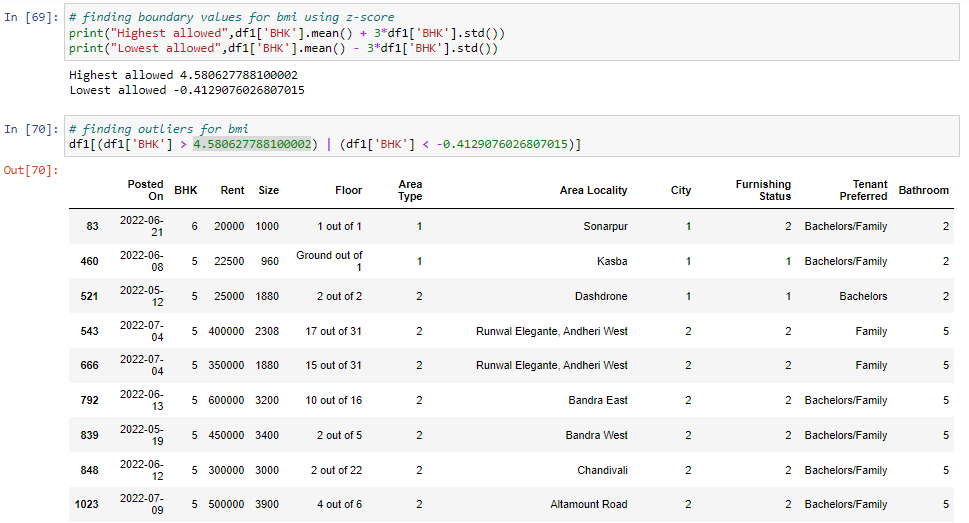 In [69]: # finding boundary values for bmi using z-score
print("Highest allowed",df1['BHK'].mean() + 3*df1['BHK'].std())
print("Lowest allowed",df1['BHK'].mean() - 3*df1['BHK'].std())
Highest allowed 4.580627788100002
Lowest allowed -0.4129076026807015
In [70]: # finding outliers for bmi
df1[(df1['BHK'] > 4.580627788100002) | (df1['BHK'] < -0.4129076026807015)]
Out[70]:
Posted On BHK Rent Size Floor Area Type Area Locality City Furnishing Status Tenant Preferred Bathroom
83 2022-06-21 6 20000 1000 1 out of 1 1 Sonarpur 1 2 Bachelors/Family 2
460 2022-06-08 5 22500 960 Ground out of 1 1 Kasba 1 1 Bachelors/Family 2
521 2022-05-12 5 25000 1880 2 out of 2 2 Dashdrone 1 1 Bachelors 2
543 2022-07-04 5 400000 2308 17 out of 31 2 Runwal Elegante, Andheri West 2 2 Family 5
666 2022-07-04 5 350000 1880 15 out of 31 2 Runwal Elegante, Andheri West 2 2 Family 5
792 2022-06-13 5 600000 3200 10 out of 16 2 Bandra East 2 2 Bachelors/Family 5
839 2022-05-19 5 450000 3400 2 out of 5 2 Bandra West 2 2 Bachelors/Family 5
848 2022-06-12 5 300000 3000 2 out of 22 2 Chandivali 2 2 Bachelors/Family 5
1023 2022-07-09 5 500000 3900 4 out of 6 2 Altamount Road 2 2 Bachelors/Family 5